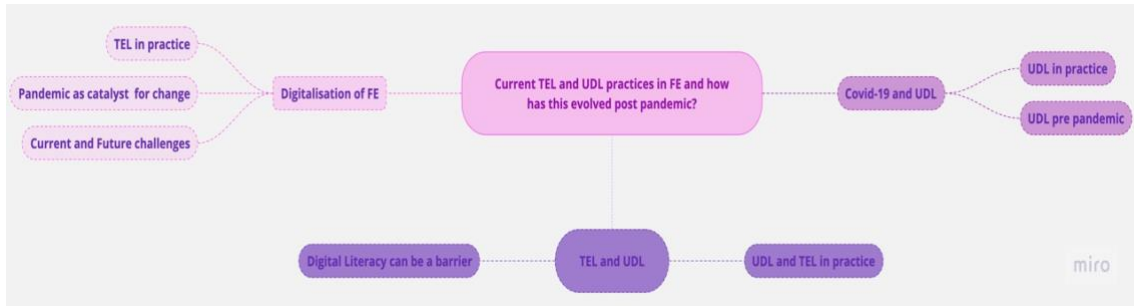 TEL in practice
Pandemic as catalyst for change
Current and Future challenges
Digitalisation of FE
Current TEL and UDL practices in FE and how
has this evolved post pandemic?
Covid-19 and UDL
UDL in practice
UDL pre pandemic
Digital Literacy can be a barrier
TEL and UDL
UDL and TEL in practice
miro